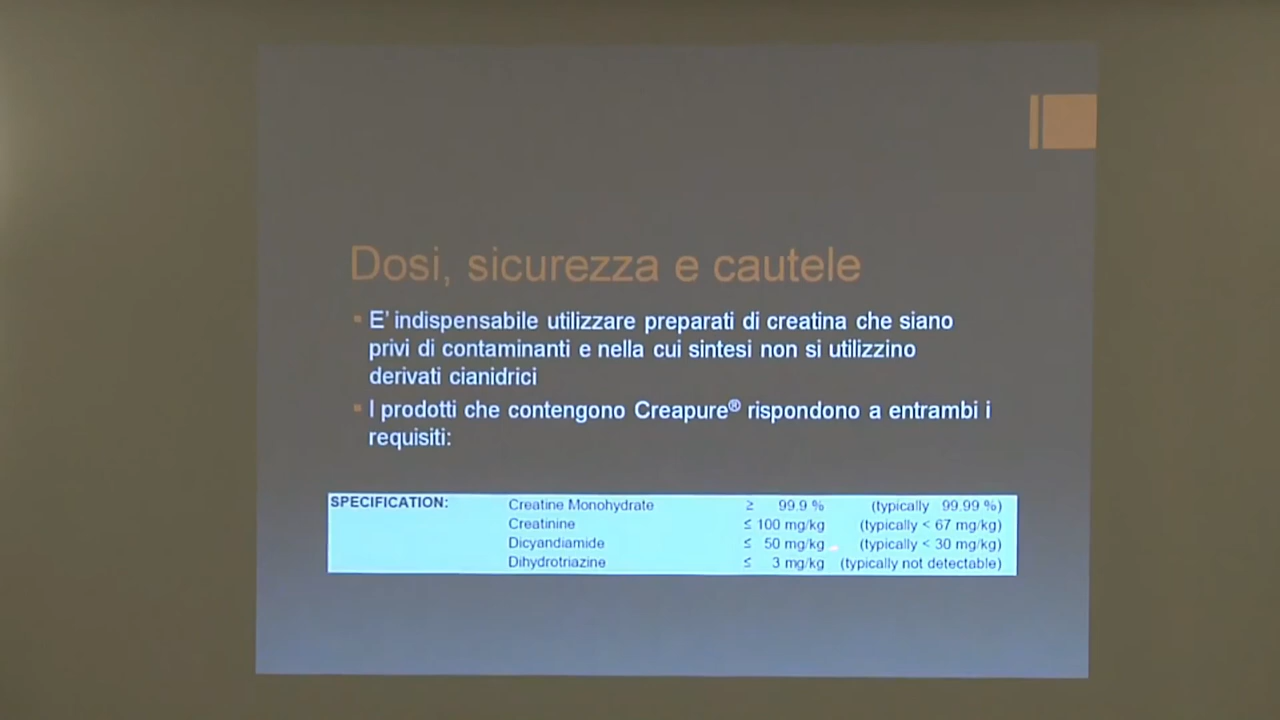 Dosi, sicurezza e cautele
E' indispensabile utilizzare preparati di creatina che siano
privi di contaminanti e nella cui sintesi non si utilizzino
derivati cianidrici
I prodotti che contengono Creapure® rispondono a entrambi i
requisiti:
SPECIFICATION: Creatine Monohydrate ≥ 99.9 % (typically 99.99 %)
Creatinine ≤ 100 mg/kg (typically < 67 mg/kg)
Dicyandiamide ≤ 50 mg/kg (typically < 30 mg/kg)
Dihydrotriazine ≤ 3 mg/kg (typically not detectable)